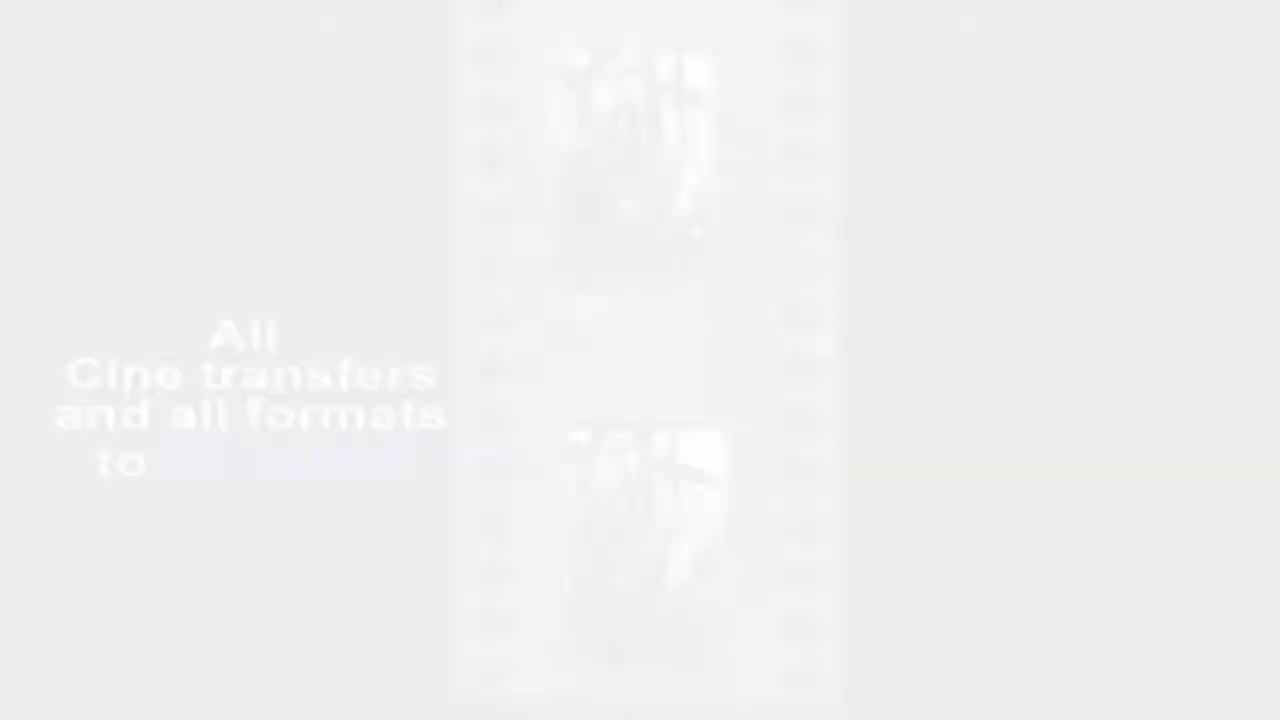 All
Cine transfers
and all formats
to